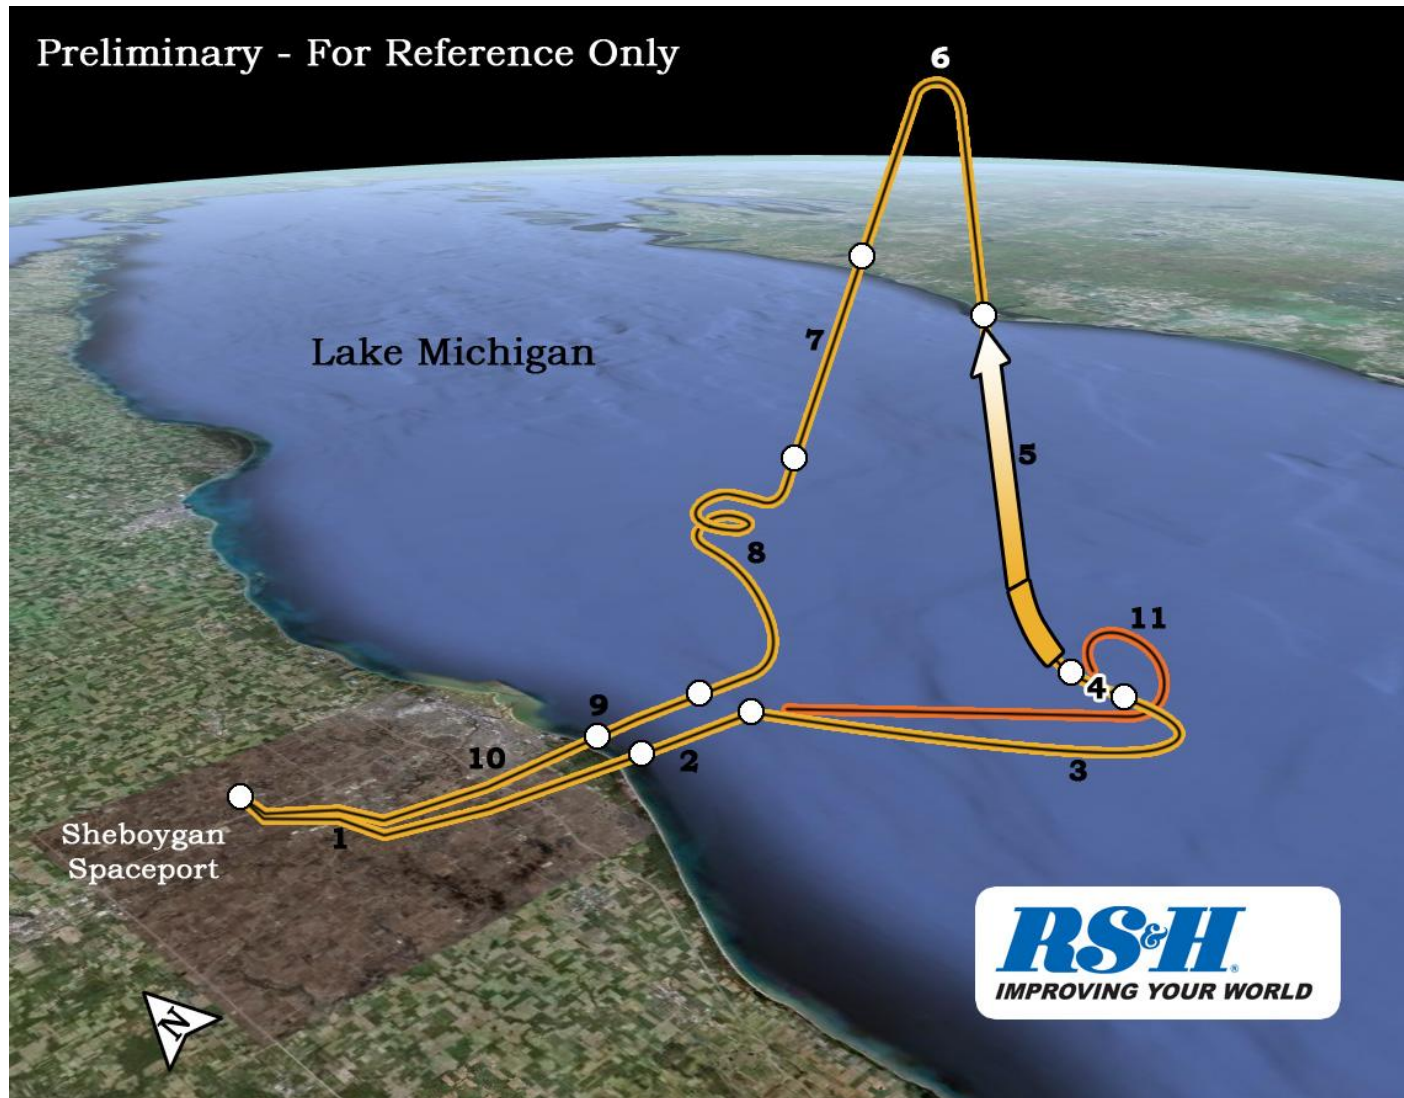 Preliminary - For Reference Only
6
Lake Michigan
7
5
8
11
4
9
2
10
3
1
Sheboygan
Spaceport
N
RS&H®
IMPROVING YOUR WORLD